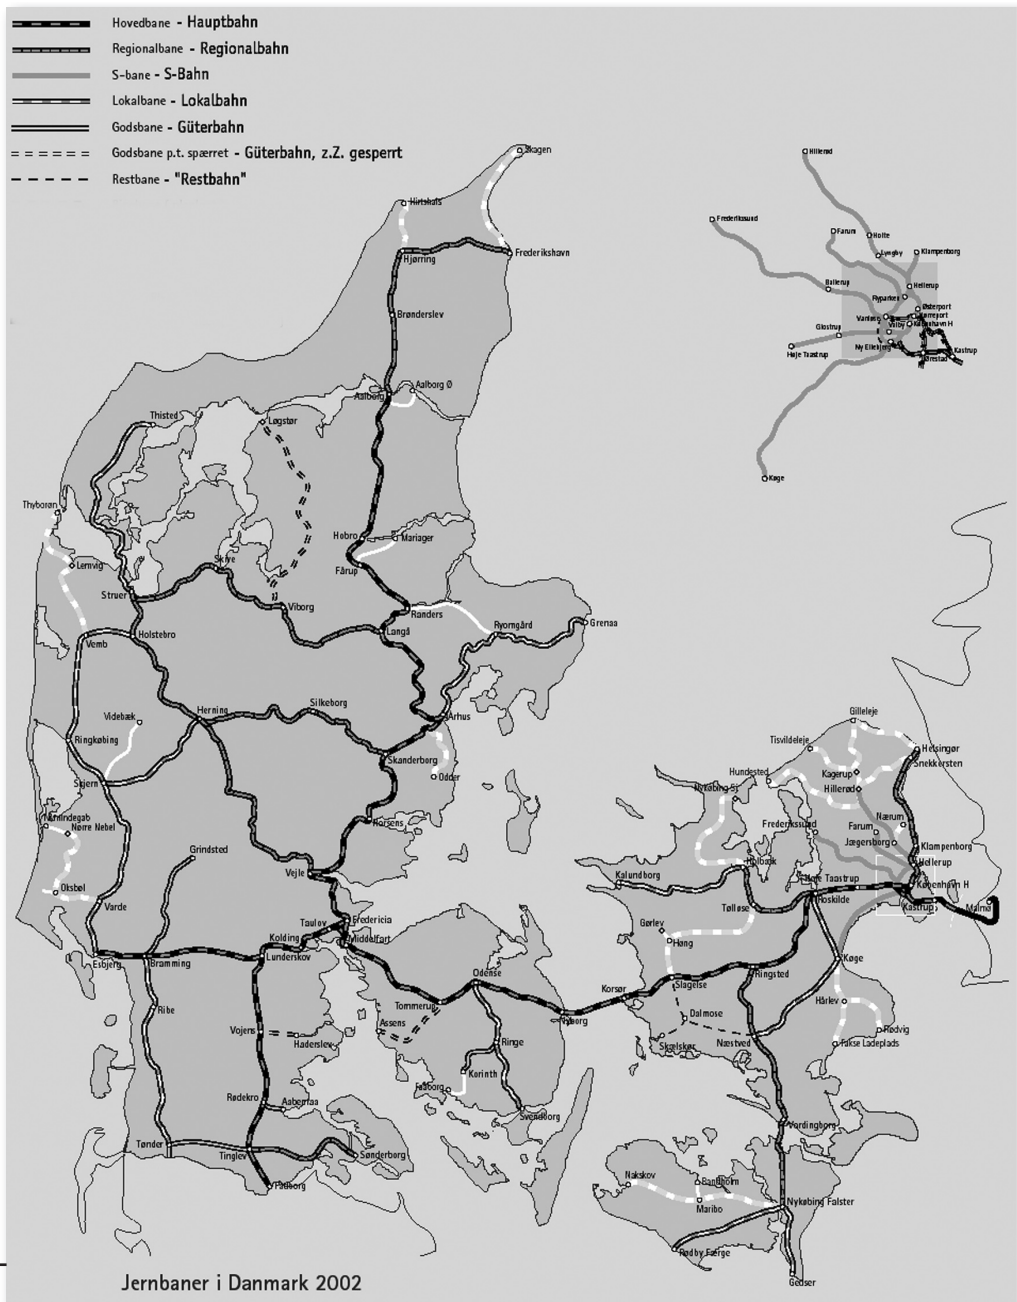 Hovedbane - Hauptbahn
Regionalbane - Regionalbahn
S-bane - S-Bahn
Lokalbane - Lokalbahn
Godsbane - Güterbahn
Godsbane p.t. spærret - Güterbahn, z.Z. gesperrt
Restbane - "Restbahn"
Skagen
Hirtshals
Hjørring
Frederikshavn
Brønderslev
Aalborg
Aalborg Ø
Thisted
Løgstør
Thyborøn
Lemvig
Hobro
Mariager
Fårup
Skive
Struer
Viborg
Randers
Langå
Ryomgård
Grenaa
Vemb
Holstebro
Herning
Silkeborg
Århus
Videbæk
Ringkøbing
Skjern
Skanderborg
Odder
Horsens
Nørre Nebel
Grindsted
Vejle
Oksbøl
Varde
Taulov
Fredericia
Kolding
Middelfart
Lunderskov
Esbjerg
Bramming
Ribe
Odense
Tommerup
Assens
Nyborg
Korsør
Vojens
Haderslev
Ringe
Korinth
Faaborg
Svendborg
Rødekro
Aabenraa
Tønder
Tinglev
Sønderborg
Padborg
Hillerød
Frederikssund
Farum
Holte
Lyngby
Klampenborg
Ballerup
Hellerup
Ryparken
Østerport
Nørreport
Vanløse
Valby
København H
Glostrup
Høje Taastrup
Ny Ellebjerg
Ørestad
Kastrup
Køge
Gilleleje
Tisvildeleje
Helsingør
Snekkersten
Hundested
Kagerup
Hillerød
Nykøbing Sj.
Frederikssund
Farum
Nærum
Jægersborg
Klampenborg
Hellerup
Holbæk
Kalundborg
Høje Taastrup
København H
Roskilde
Kastrup
Malmø
Tølløse
Gørlev
Høng
Køge
Slagelse
Ringsted
Hårlev
Dalmose
Rødvig
Skælskør
Næstved
Fakse Ladeplads
Vordingborg
Nakskov
Bandholm
Maribo
Nykøbing Falster
Rødby Færge
Gedser
Jernbaner i Danmark 2002